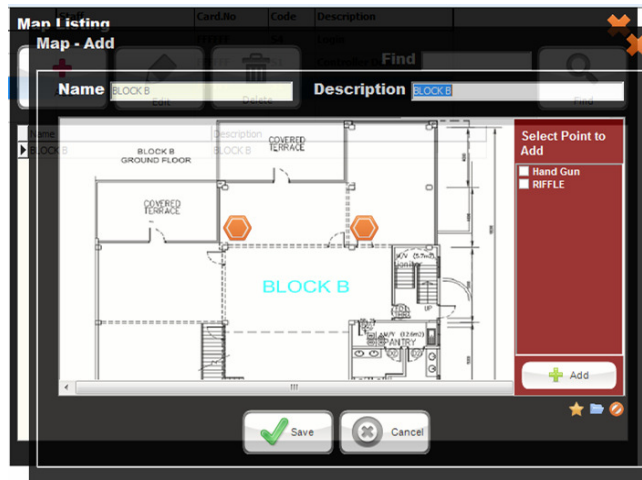 Map Listing
Staff Card.No Code Description
Map - Add
Find
Edit
Delete
Find
Name BLOCK B
Description BLOCK B
Name Description
BLOCK B BLOCK B
BLOCK B
GROUND FLOOR
COVERED
TERRACE
COVERED
TERRACE
BLOCK B
UP
PANTRY
Select Point to
Add
Hand Gun
RIFFLE
Add
Save
Cancel